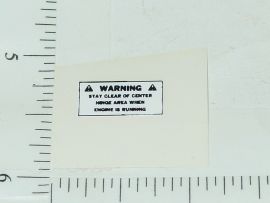 5
WARNING
STAY CLEAR OF CENTER
HINGE AREA WHEN
ENGINE IS RUNNING
6